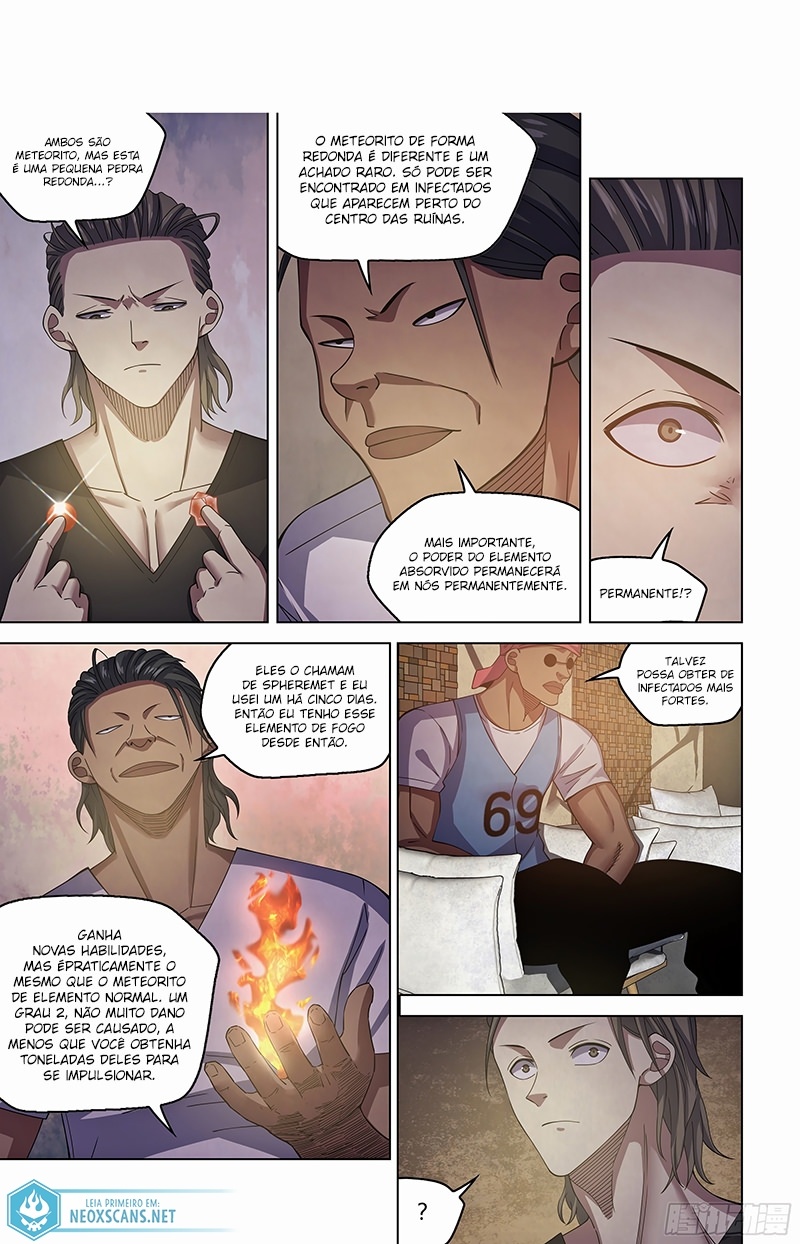 AMBOS SÃO
METEORITO, MAS ESTA
É UMA PEQUENA PEDRA
REDONDA...?
O METEORITO DE FORMA
REDONDA É DIFERENTE E UM
ACHADO RARO. SÓ PODE SER
ENCONTRADO EM INFECTADOS
QUE APARECEM PERTO DO
CENTRO DAS RUÍNAS.
MAIS IMPORTANTE,
O PODER DO ELEMENTO
ABSORVIDO PERMANECERÁ
EM NÓS PERMANENTEMENTE.
PERMANENTE!?
ELES O CHAMAM
DE SPHEREMET E EU
USEI UM HÁ CINCO DIAS.
ENTÃO EU TENHO ESSE
ELEMENTO DE FOGO
DESDE ENTÃO.
GANHA
NOVAS HABILIDADES,
MAS ÉPRATICAMENTE O
MESMO QUE O METEORITO
DE ELEMENTO NORMAL. UM
GRAU 2, NÃO MUITO DANO
PODE SER CAUSADO, A
MENOS QUE VOCÊ OBTENHA
TONELADAS DELES PARA
SE IMPULSIONAR.
TALVEZ
POSSA OBTER DE
INFECTADOS MAIS
FORTES.
69
?
LEIA PRIMEIRO EM:
NEOXSCANS.NET
腾讯动漫